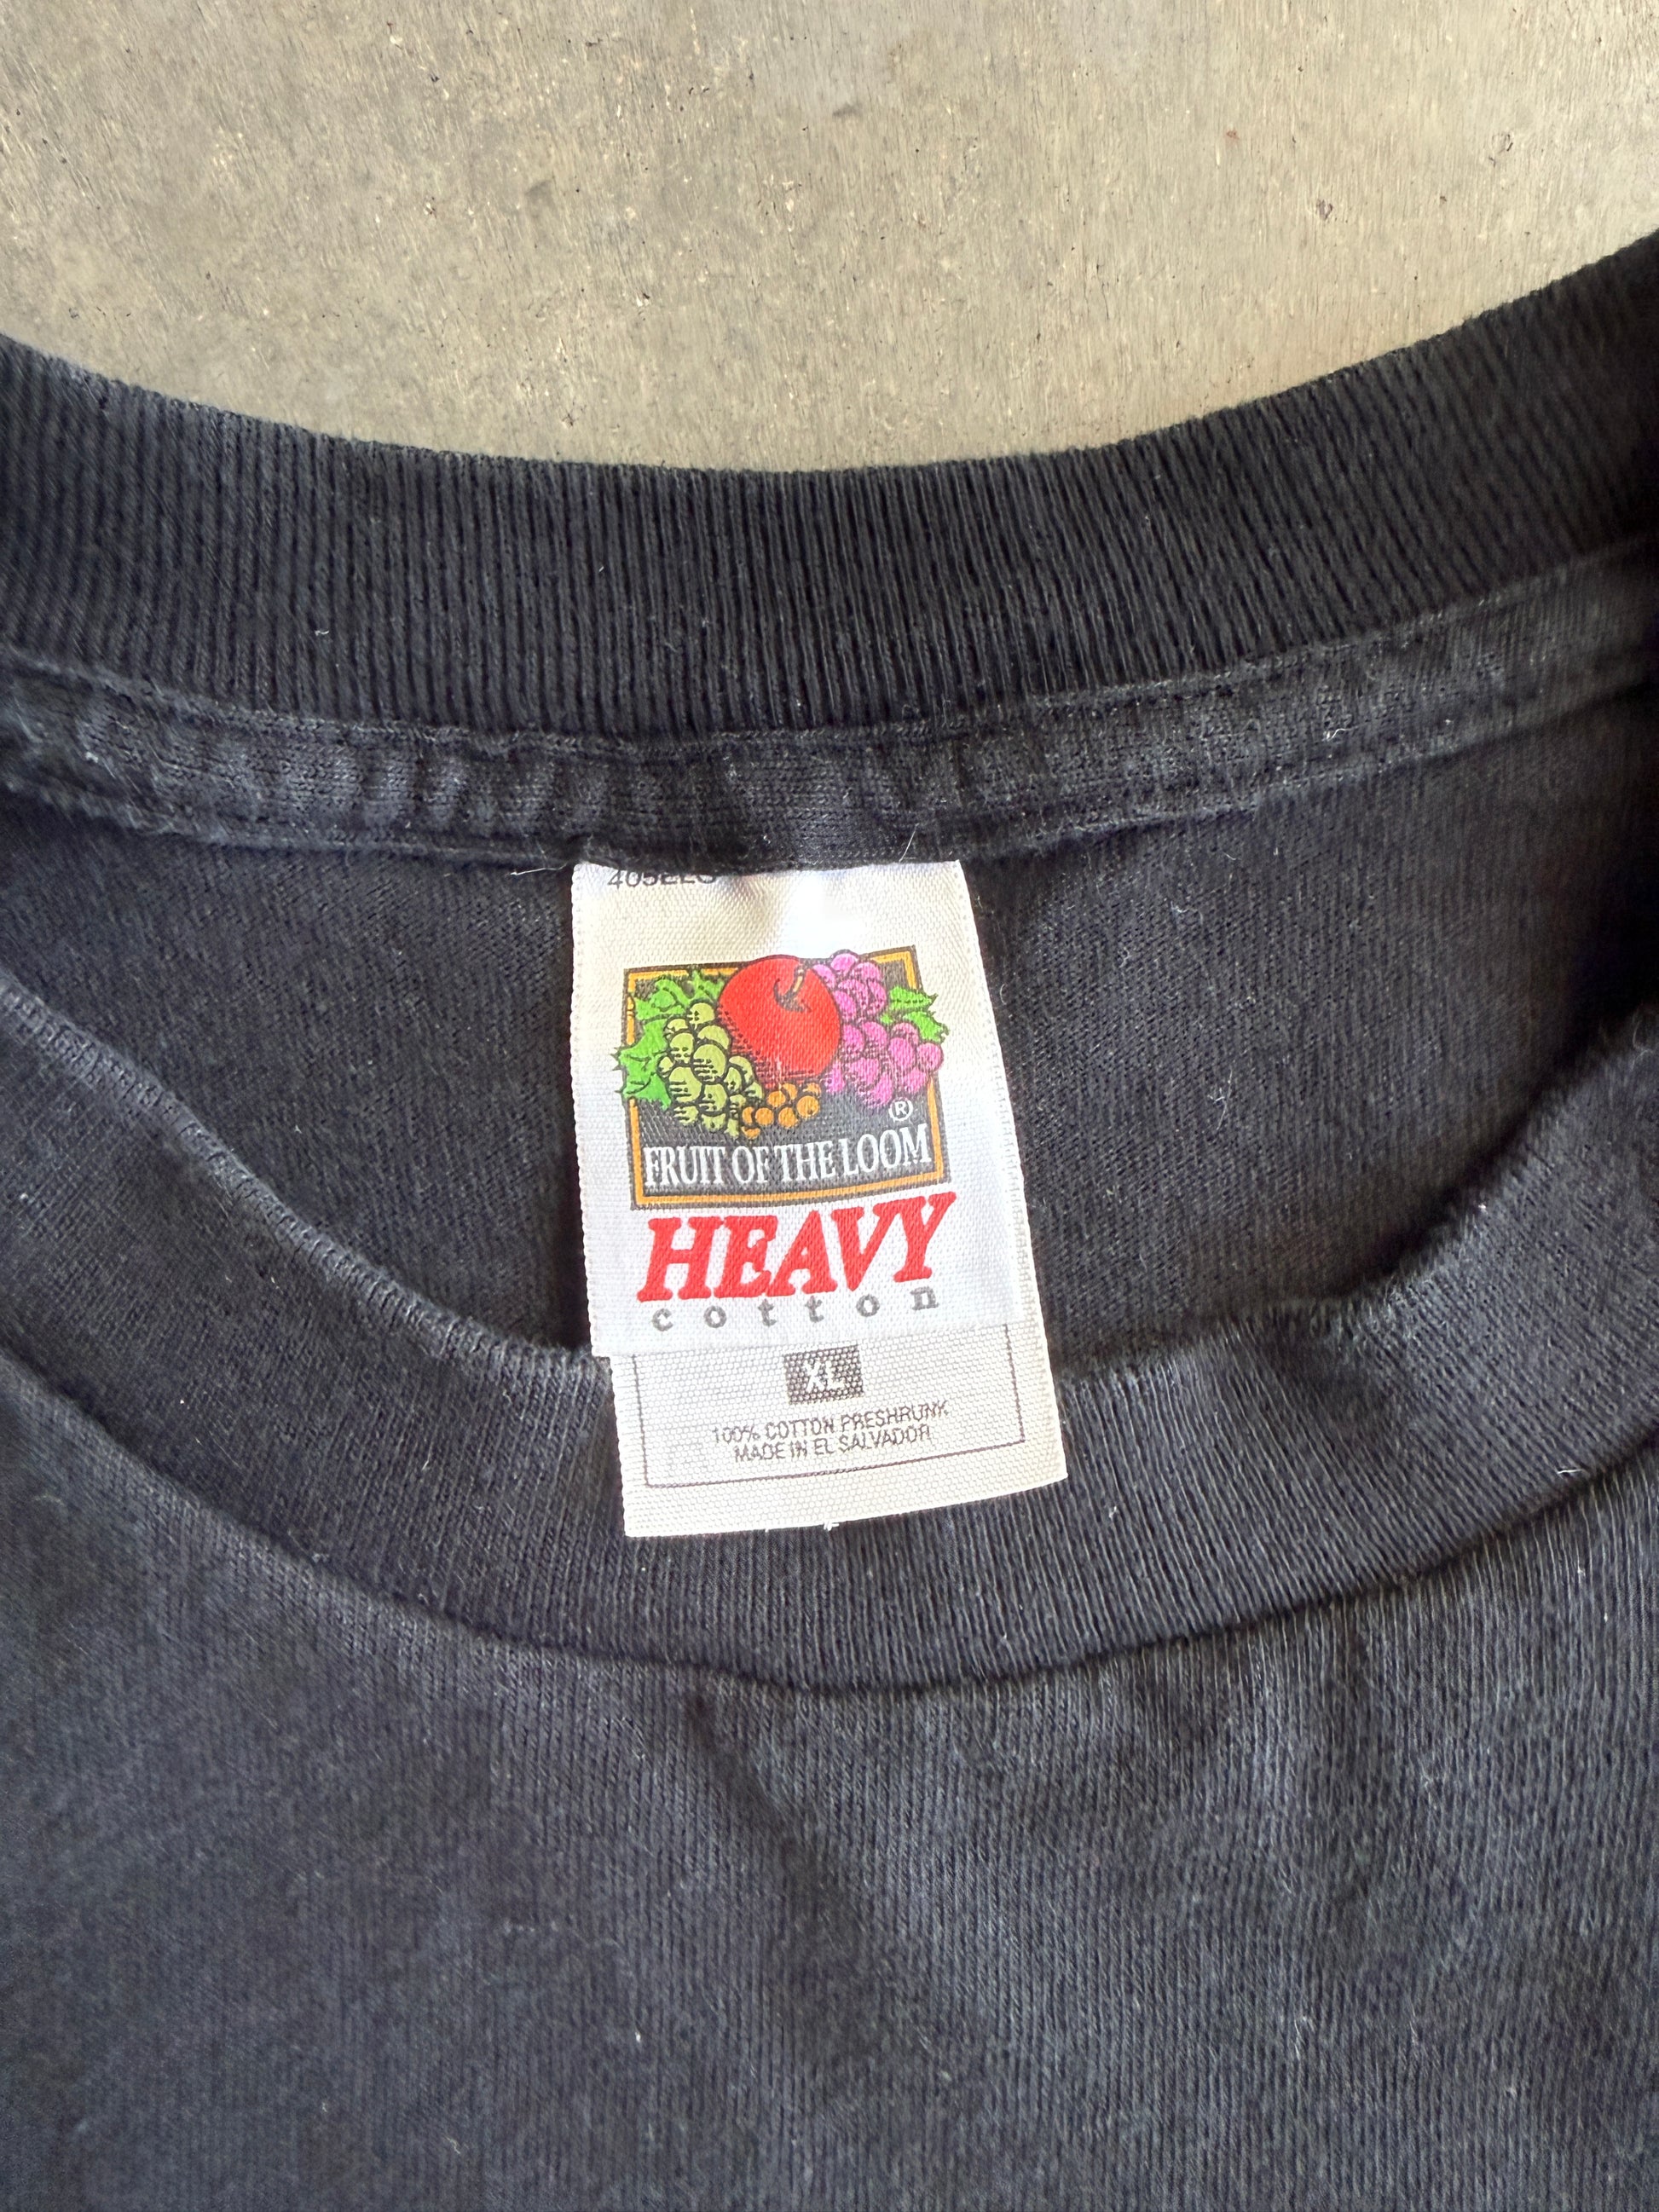 ®
FRUIT OF THE LOOM
HEAVY
cotton
XL
100% COTTON PRESHRUNK
MADE IN EL SALVADOR